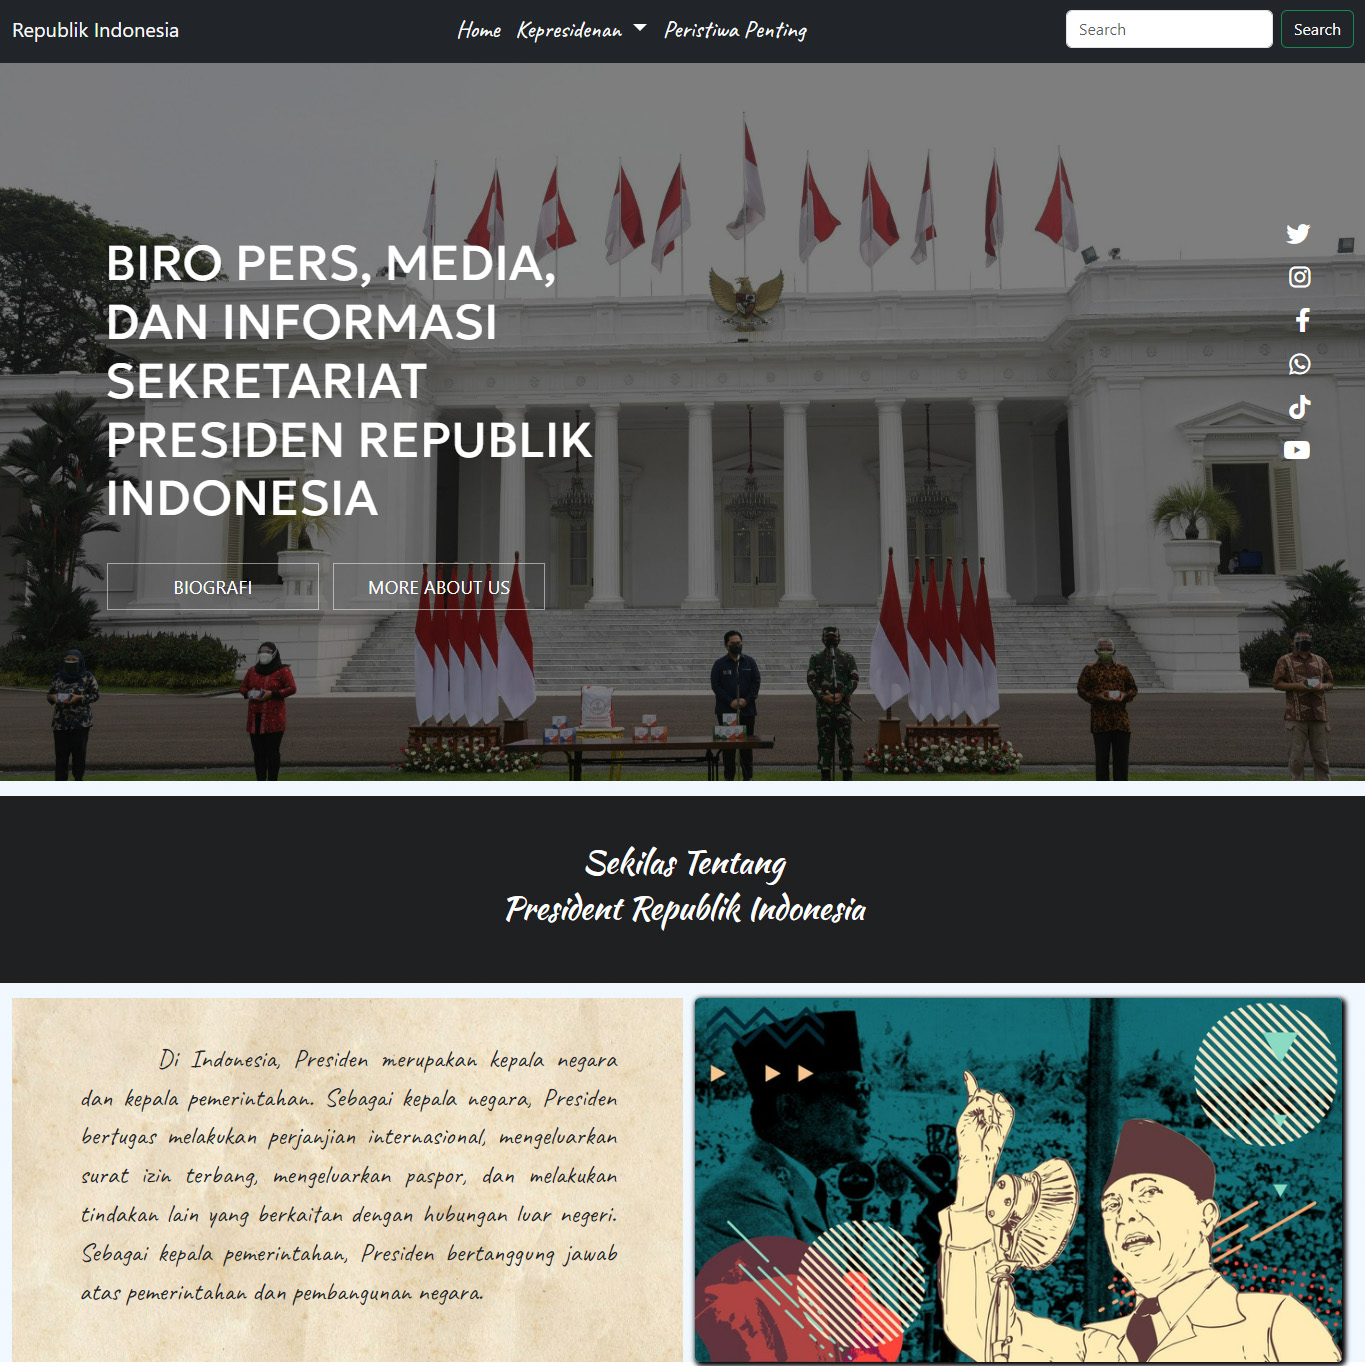 Republik Indonesia
Home Kepresidenan Peristiwa Penting
Search Search
BIRO PERS, MEDIA,
DAN INFORMASI
SEKRETARIAT
PRESIDEN REPUBLIK
INDONESIA
BIOGRAFI MORE ABOUT US
Sekilas Tentang
President Republik Indonesia
Di Indonesia, Presiden merupakan kepala negara
dan kepala pemerintahan. Sebagai kepala negara, Presiden
bertugas melakukan perjanjian internasional, mengeluarkan
surat izin terbang, mengeluarkan paspor, dan melakukan
tindakan lain yang berkaitan dengan hubungan luar negeri.
Sebagai kepala pemerintahan, Presiden bertanggung jawab
atas pemerintahan dan pembangunan negara.